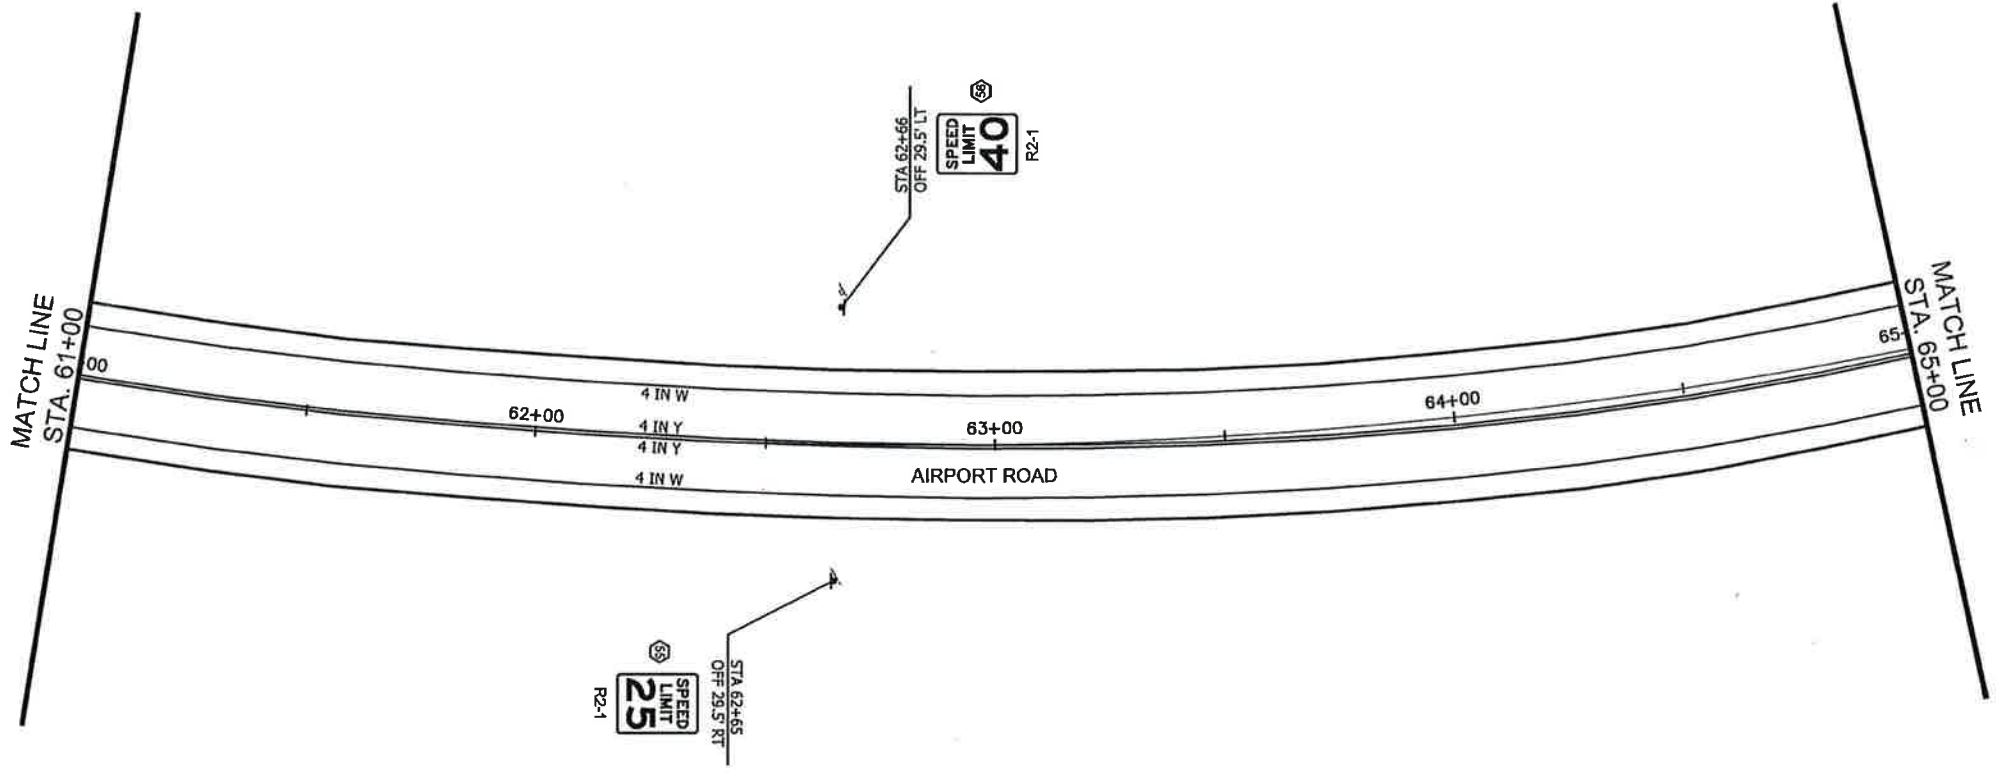 MATCH LINE
STA. 61+00
00
STA 62+66
OFF 29.5' LT
56
SPEED
LIMIT
40
R2-1
4 IN W
62+00
4 IN Y
4 IN Y
4 IN W
63+00
AIRPORT ROAD
64+00
65
MATCH LINE
STA. 65+00
55
SPEED
LIMIT
25
R2-1
STA 62+65
OFF 29.5' RT